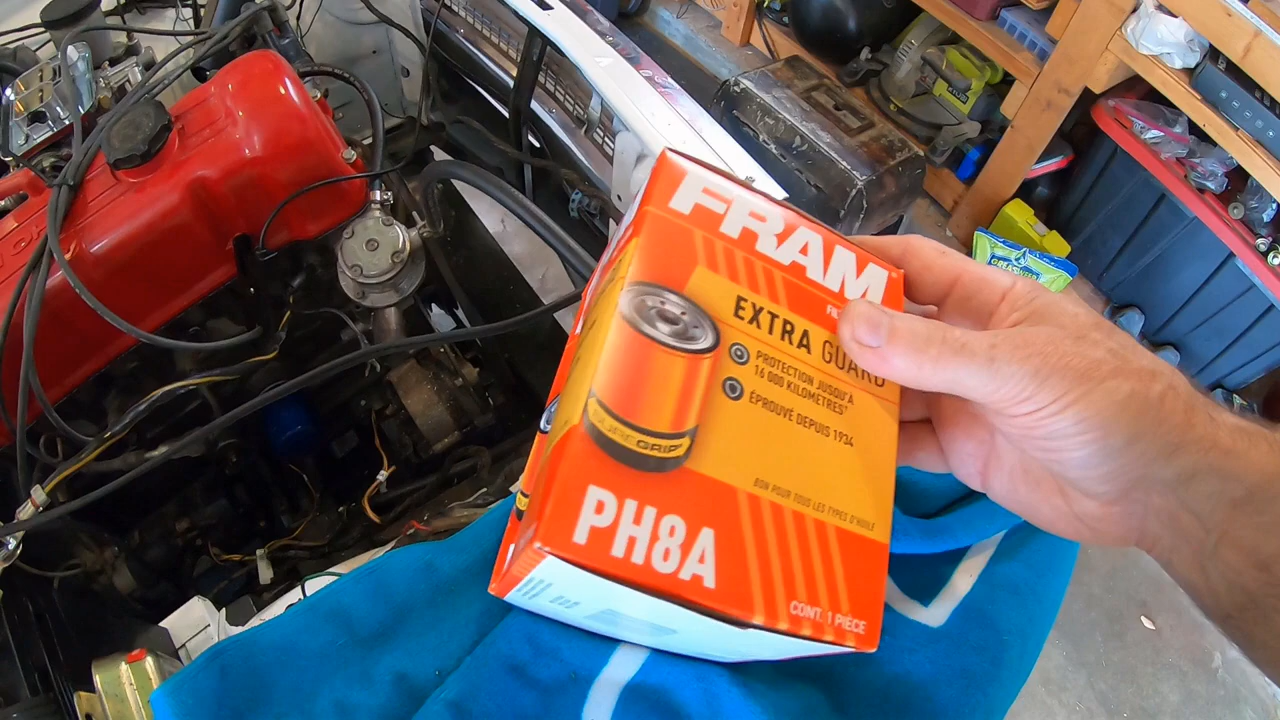 FRAM
EXTRA GUARD
PROTECTION JUSQU'À
16 000 KILOMÈTRES*
ÉPROUVÉ DEPUIS 1934
SUREGRIP
BON POUR TOUS LES TYPES D'HUILE
PH8A
CONT. 1 PIÈCE
RYOBI